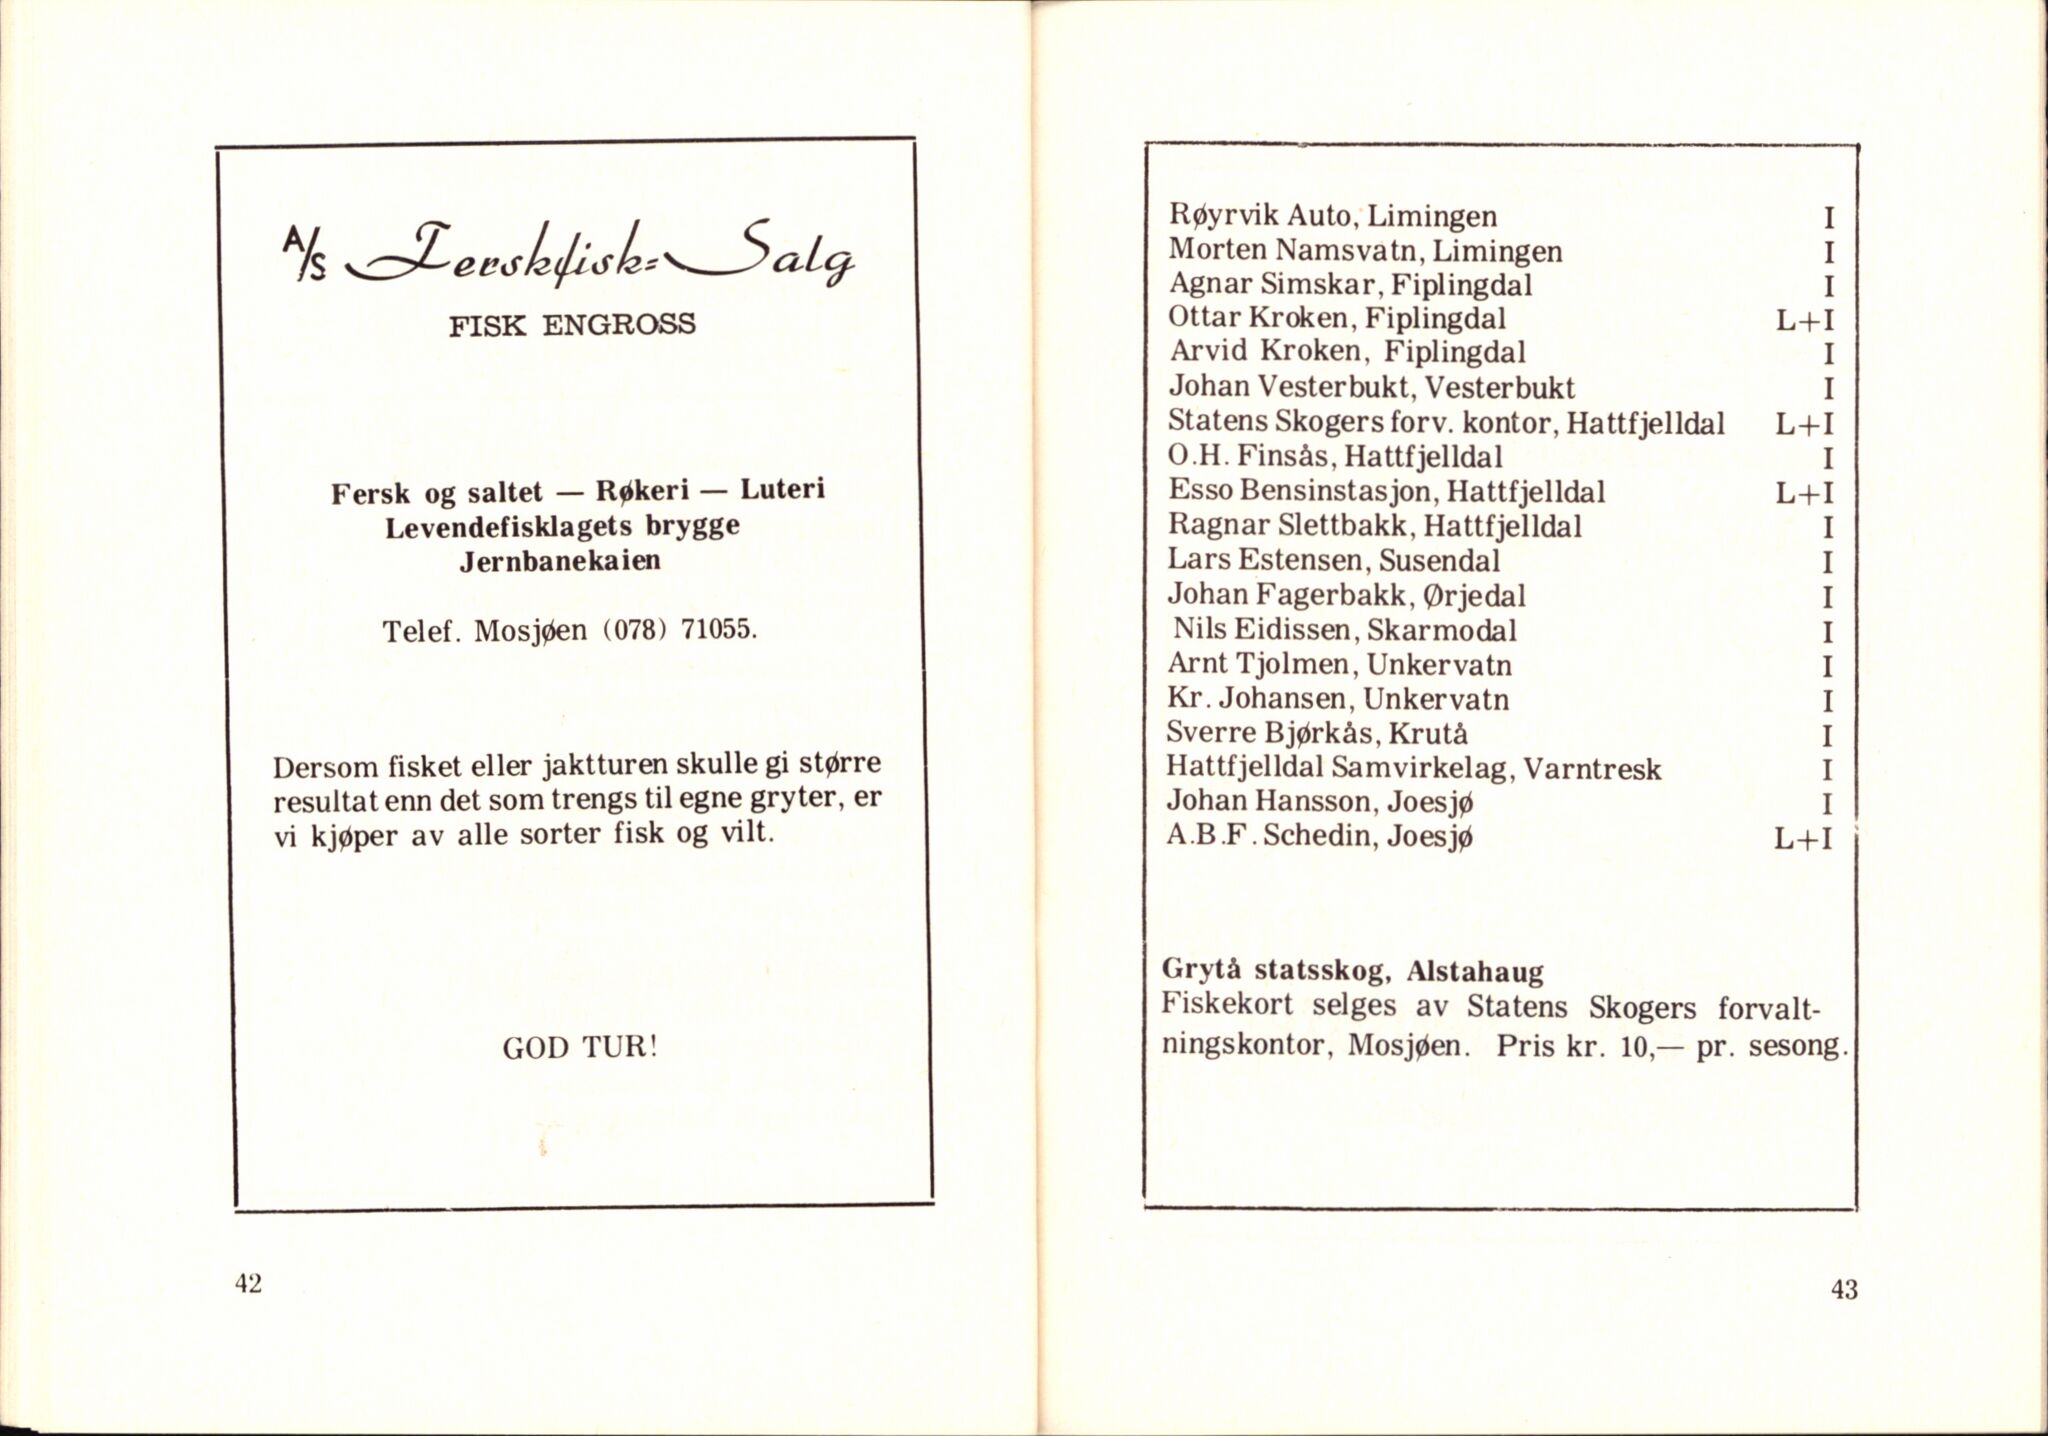 A/S Ferskfisk-Salg
FISK ENGROSS
Fersk og saltet — Røkeri — Luteri
Levendefisklagets brygge
Jernbanekaien
Telef. Mosjøen (078) 71055.
Dersom fisket eller jaktturen skulle gi større
resultat enn det som trengs til egne gryter, er
vi kjøper av alle sorter fisk og vilt.
GOD TUR!
42
Røyrvik Auto, Limingen I
Morten Namsvatn, Limingen I
Agnar Simskar, Fiplingdal I
Ottar Kroken, Fiplingdal L+I
Arvid Kroken, Fiplingdal I
Johan Vesterbukt, Vesterbukt I
Statens Skogers forv. kontor, Hattfjelldal L+I
O.H. Finsås, Hattfjelldal I
Esso Bensinstasjon, Hattfjelldal L+I
Ragnar Slettbakk, Hattfjelldal I
Lars Estensen, Susendal I
Johan Fagerbakk, Ørjedal I
Nils Eidissen, Skarmodal I
Arnt Tjolmen, Unkervatn I
Kr. Johansen, Unkervatn I
Sverre Bjørkås, Krutå I
Hattfjelldal Samvirkelag, Varntresk I
Johan Hansson, Joesjø I
A.B.F. Schedin, Joesjø L+I
Grytå statsskog, Alstahaug
Fiskekort selges av Statens Skogers forvalt-
ningskontor, Mosjøen. Pris kr. 10,— pr. sesong.
43